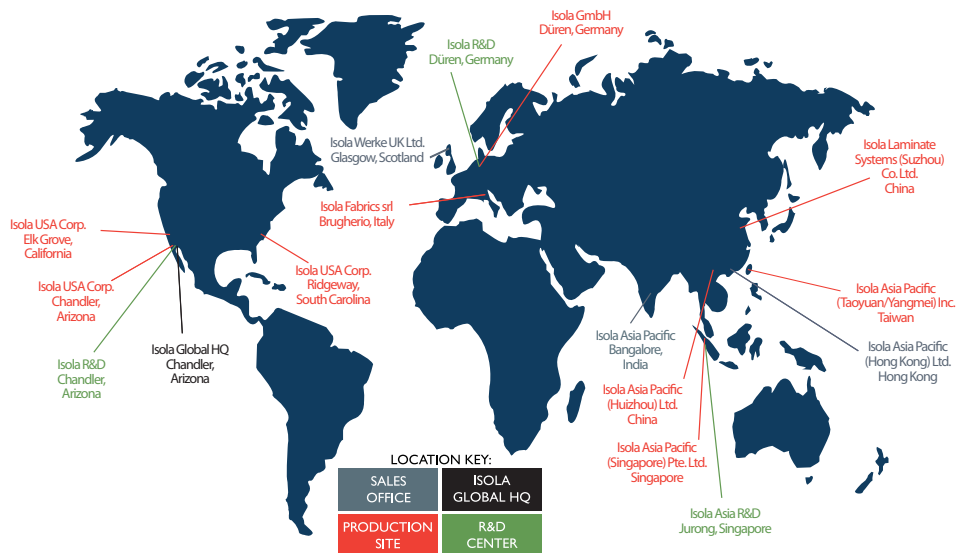 Isola GmbH
Düren, Germany
Isola R&D
Düren, Germany
Isola Werke UK Ltd.
Glasgow, Scotland
Isola Laminate
Systems (Suzhou)
Co. Ltd.
China
Isola Fabrics srl
Brugherio, Italy
Isola USA Corp.
Elk Grove,
California
Isola USA Corp.
Ridgeway,
South Carolina
Isola USA Corp.
Chandler,
Arizona
Isola Asia Pacific
(Taoyuan/Yangmei) Inc.
Taiwan
Isola Global HQ
Chandler,
Arizona
Isola R&D
Chandler,
Arizona
Isola Asia Pacific
Bangalore,
India
Isola Asia Pacific
(Hong Kong) Ltd.
Hong Kong
Isola Asia Pacific
(Huizhou) Ltd.
China
Isola Asia Pacific
(Singapore) Pte. Ltd.
Singapore
Isola Asia R&D
Jurong, Singapore
LOCATION KEY:
SALES
OFFICE
ISOLA
GLOBAL HQ
PRODUCTION
SITE
R&D
CENTER